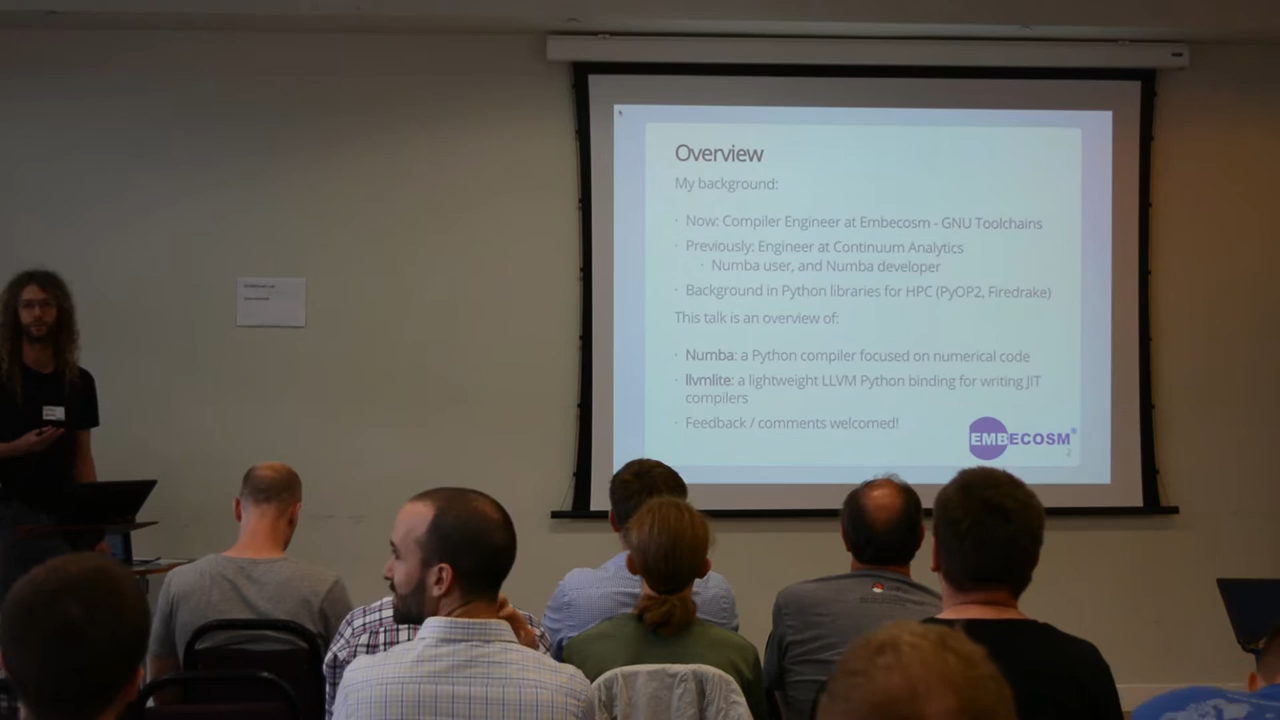 Overview
My background:
· Now: Compiler Engineer at Embecosm - GNU Toolchains
· Previously: Engineer at Continuum Analytics
· Numba user, and Numba developer
· Background in Python libraries for HPC (PyOP2, Firedrake)
This talk is an overview of:
· Numba: a Python compiler focused on numerical code
· llvmlite: a lightweight LLVM Python binding for writing JIT
compilers
· Feedback / comments welcomed!
EMBECOSM®
2